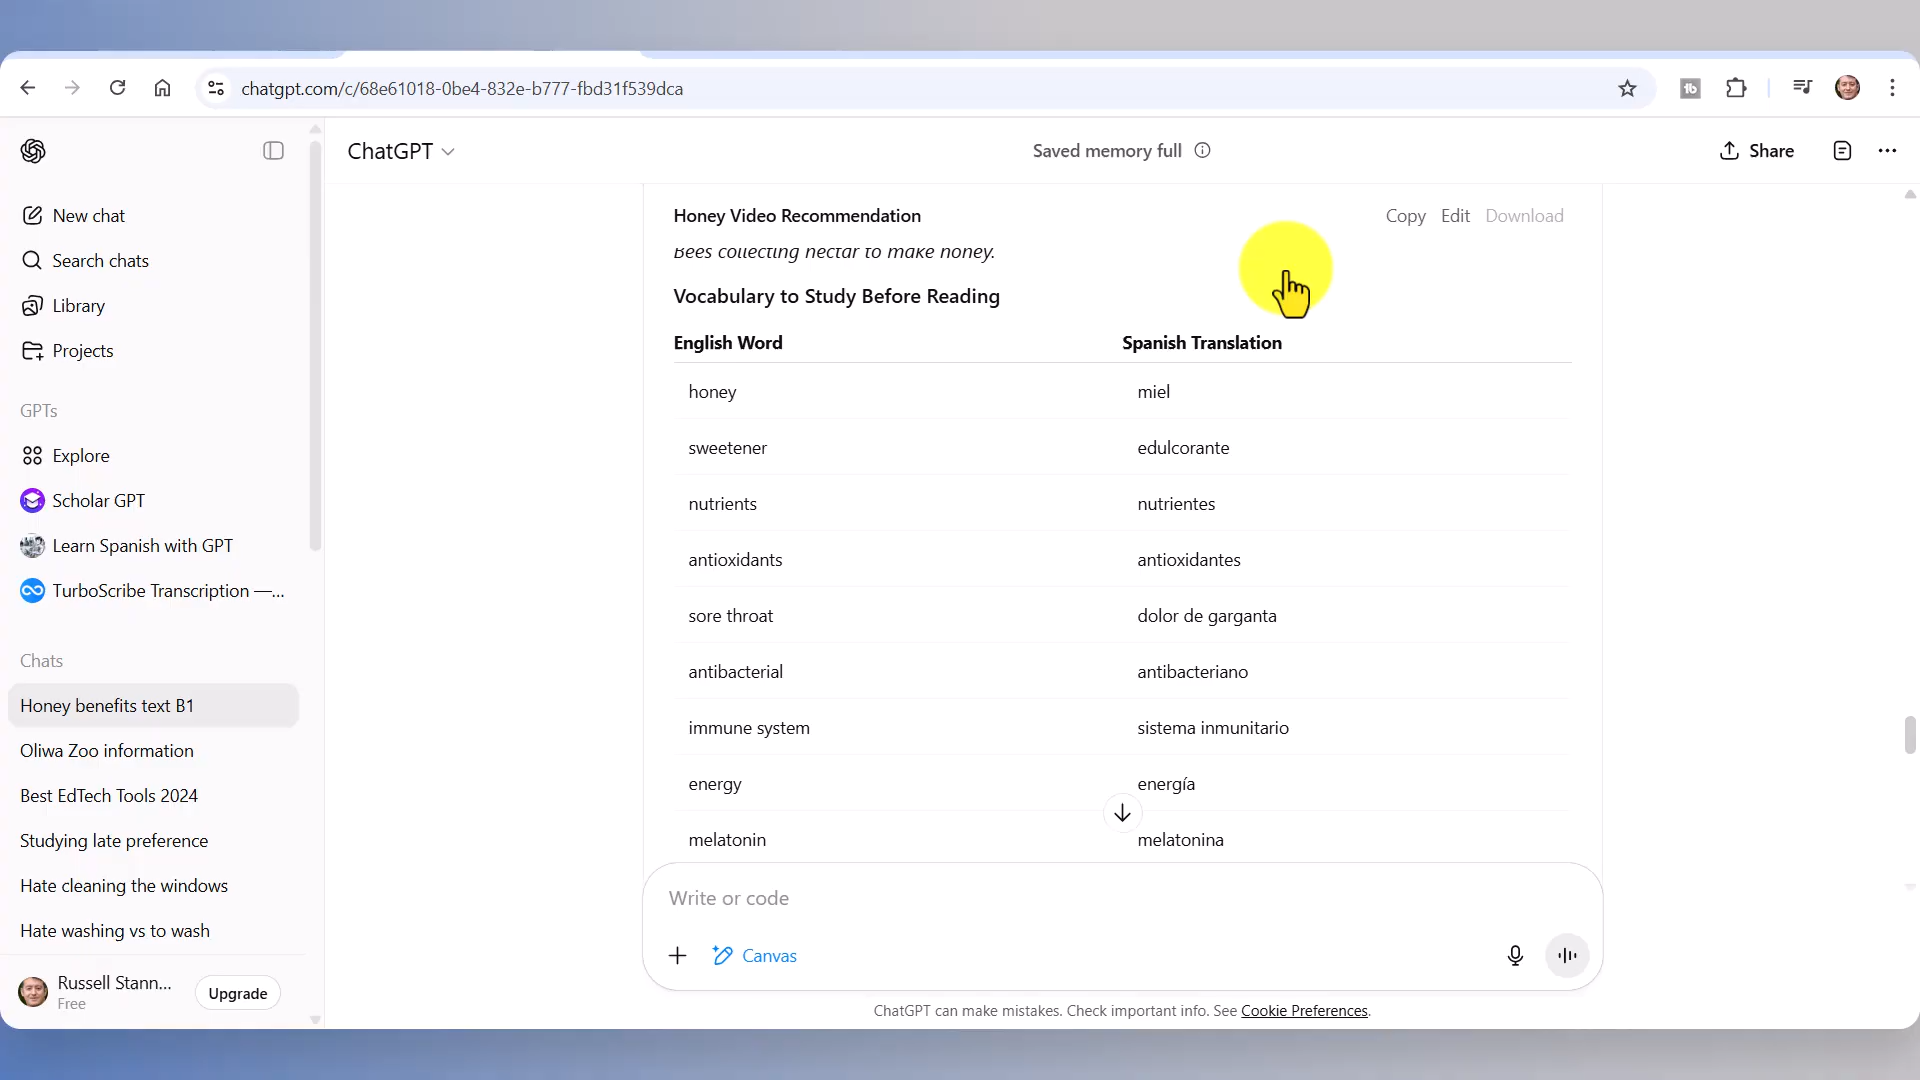 chatgpt.com/c/68e61018-0be4-832e-b777-fbd31f539dca
ChatGPT
Saved memory full
Share
New chat
Search chats
Library
Projects
GPTs
Explore
Scholar GPT
Learn Spanish with GPT
TurboScribe Transcription —...
Chats
Honey benefits text B1
Oliwa Zoo information
Best EdTech Tools 2024
Studying late preference
Hate cleaning the windows
Hate washing vs to wash
Russell Stann...
Free
Upgrade
Honey Video Recommendation
Copy Edit Download
Bees collecting nectar to make honey.
Vocabulary to Study Before Reading
English Word Spanish Translation
honey miel
sweetener edulcorante
nutrients nutrientes
antioxidants antioxidantes
sore throat dolor de garganta
antibacterial antibacteriano
immune system sistema inmunitario
energy energía
melatonin melatonina
Write or code
Canvas
ChatGPT can make mistakes. Check important info. See Cookie Preferences.